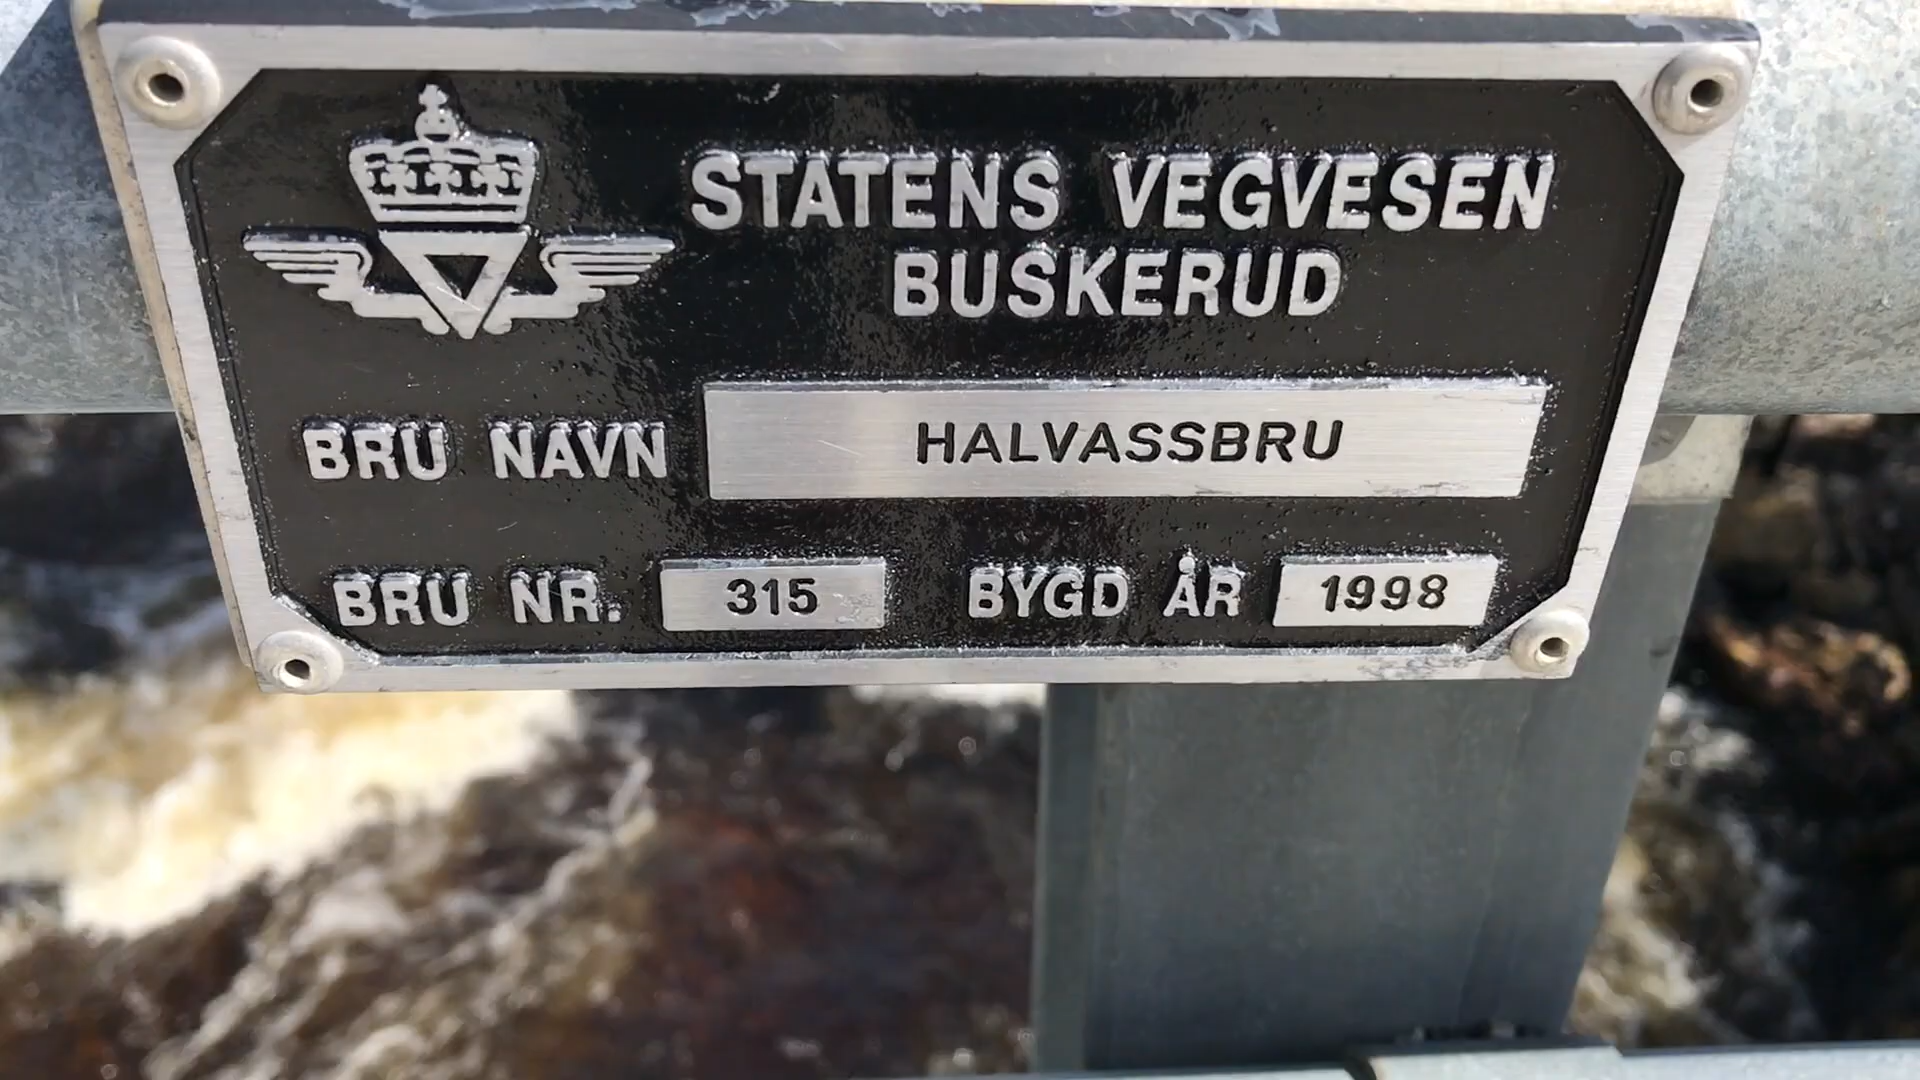 STATENS VEGVESEN
BUSKERUD
BRU NAVN HALVASSBRU
BRU NR. 315 BYGD ÅR 1998